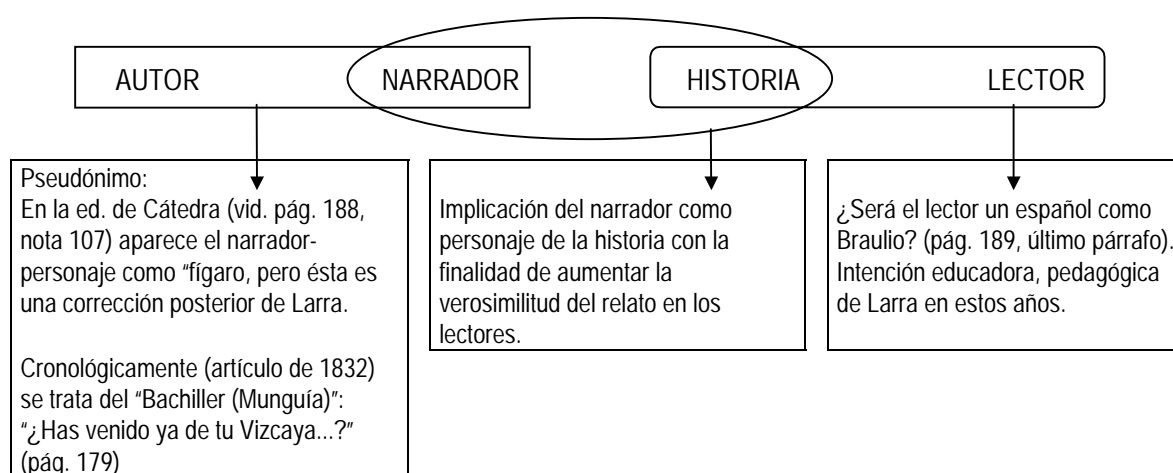 AUTOR NARRADOR HISTORIA LECTOR
Pseudónimo:
En la ed. de Cátedra (vid. pág. 188,
nota 107) aparece el narrador-
personaje como “fígaro, pero ésta es
una corrección posterior de Larra.
Cronológicamente (artículo de 1832)
se trata del “Bachiller (Munguía)”:
“¿Has venido ya de tu Vizcaya...?”
(pág. 179)
Implicación del narrador como
personaje de la historia con la
finalidad de aumentar la
verosimilitud del relato en los
lectores.
¿Será el lector un español como
Braulio? (pág. 189, último párrafo).
Intención educadora, pedagógica
de Larra en estos años.